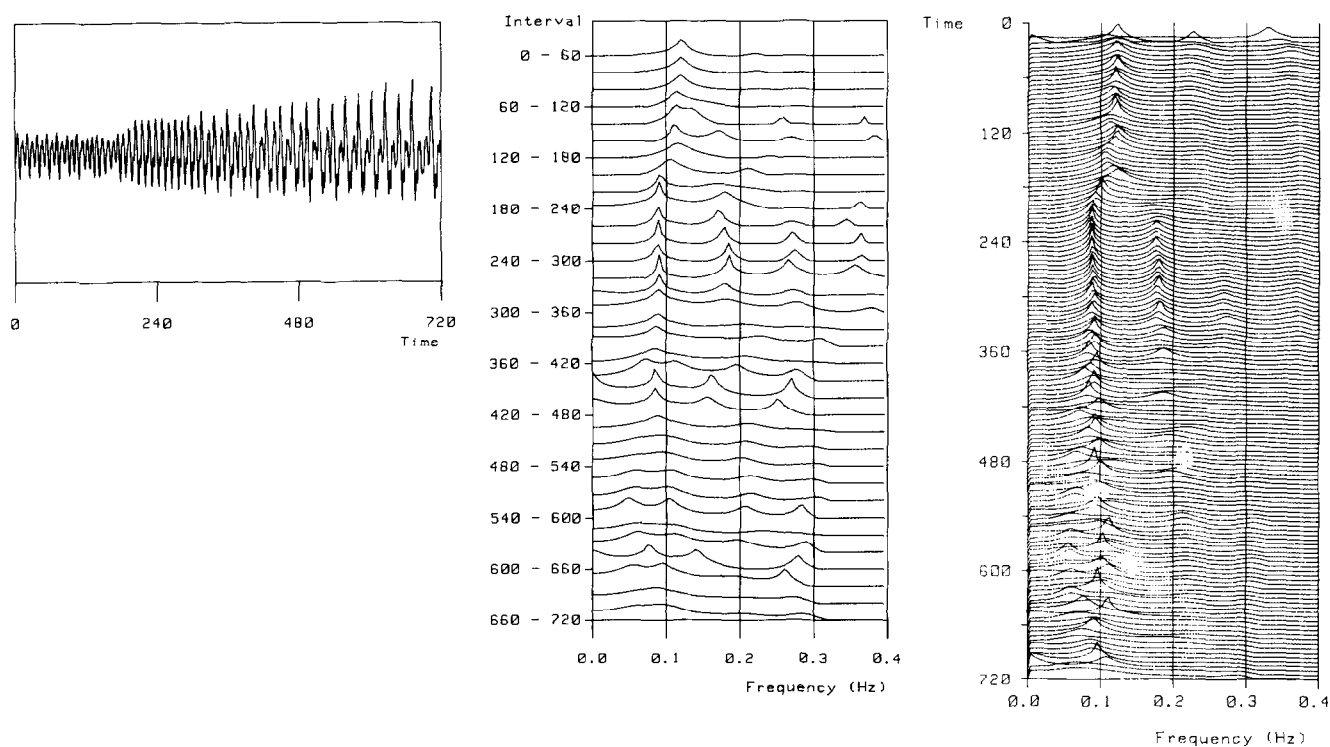 0 240 480 720
Time
Interval
0 - 60
60 - 120
120 - 180
180 - 240
240 - 300
300 - 360
360 - 420
420 - 480
480 - 540
540 - 600
600 - 660
660 - 720
0.0 0.1 0.2 0.3 0.4
Frequency (Hz)
Time
0
120
240
360
480
600
720
0.0 0.1 0.2 0.3 0.4
Frequency (Hz)